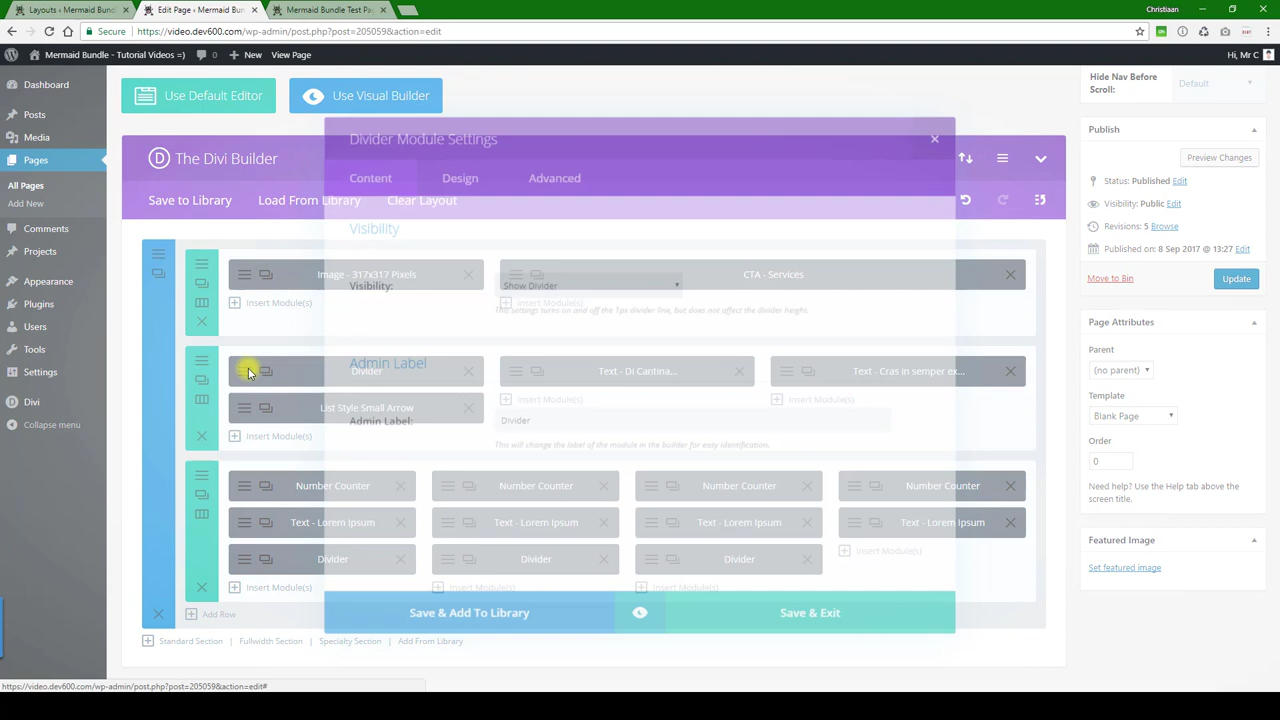 Layouts ‹ Mermaid Bundl
Edit Page ‹ Mermaid Bun
Mermaid Bundle Test Pag
Christiaan
Secure
https://video.dev600.com/wp-admin/post.php?post=205059&action=edit
Mermaid Bundle - Tutorial Videos =)
0
New
View Page
Hi, Mr C
Dashboard
Posts
Media
Pages
All Pages
Add New
Comments
Projects
Appearance
Plugins
Users
Tools
Settings
Divi
Collapse menu
Use Default Editor
Use Visual Builder
The Divi Builder
Save to Library
Load From Library
Clear Layout
Divider Module Settings
Content
Design
Advanced
Visibility
Image - 317x317 Pixels
CTA - Services
Visibility:
Show Divider
Insert Module(s)
Insert Module(s)
This settings turns on and off the 1px divider line, but does not affect the divider height.
Admin Label
Divider
Text - Di Cantina...
Text - Cras in semper ex...
Insert Module(s)
Insert Module(s)
List Style Small Arrow
Admin Label:
Divider
Insert Module(s)
This will change the label of the module in the builder for easy identification.
Number Counter
Number Counter
Number Counter
Number Counter
Text - Lorem Ipsum
Text - Lorem Ipsum
Text - Lorem Ipsum
Text - Lorem Ipsum
Divider
Divider
Divider
Insert Module(s)
Insert Module(s)
Insert Module(s)
Insert Module(s)
Add Row
Save & Add To Library
Save & Exit
Standard Section | Fullwidth Section | Specialty Section | Add From Library
Hide Nav Before
Scroll:
Default
Publish
Preview Changes
Status: Published Edit
Visibility: Public Edit
Revisions: 5 Browse
Published on: 8 Sep 2017 @ 13:27 Edit
Move to Bin
Update
Page Attributes
Parent
(no parent)
Template
Blank Page
Order
0
Need help? Use the Help tab above the
screen title.
Featured Image
Set featured image
https://video.dev600.com/wp-admin/post.php?post=205059&action=edit#